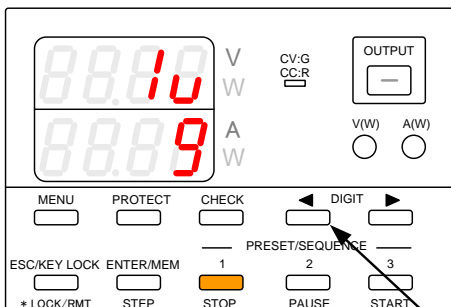 1u V
W
9 A
W
CV:G
CC:R
OUTPUT
V(W) A(W)
MENU PROTECT CHECK ◀ DIGIT ▶
PRESET/SEQUENCE
ESC/KEY LOCK ENTER/MEM 1 2 3
*LOCK/RMT STEP STOP PAUSE START